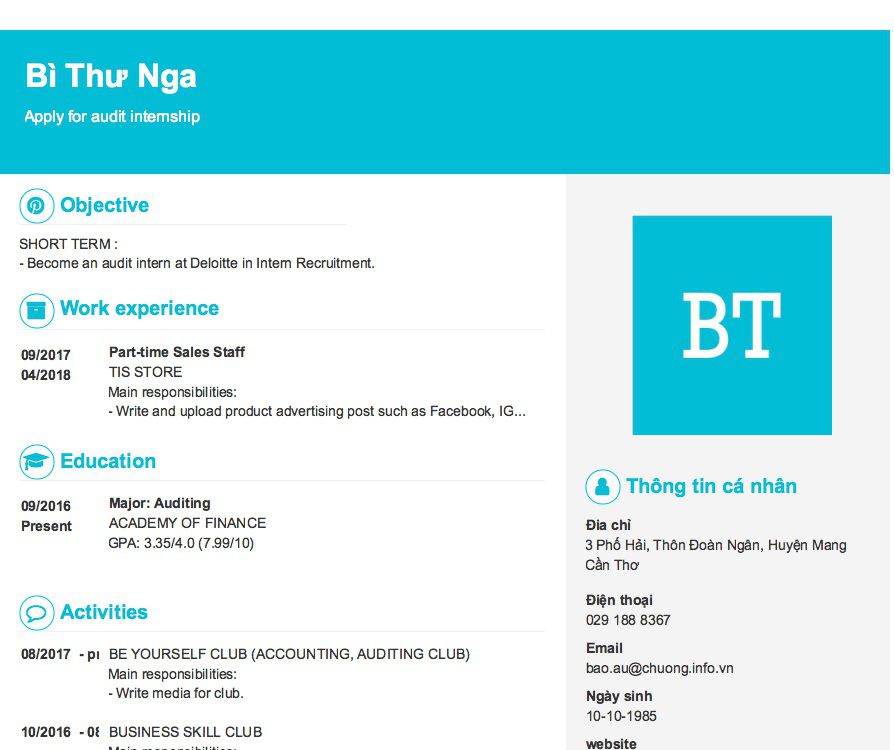 Bì Thư Nga
Apply for audit internship
Objective
SHORT TERM :
- Become an audit intern at Deloitte in Intern Recruitment.
Work experience
09/2017
04/2018
Part-time Sales Staff
TIS STORE
Main responsibilities:
- Write and upload product advertising post such as Facebook, IG...
Education
09/2016
Present
Major: Auditing
ACADEMY OF FINANCE
GPA: 3.35/4.0 (7.99/10)
Activities
08/2017 - BE YOURSELF CLUB (ACCOUNTING, AUDITING CLUB)
Main responsibilities:
- Write media for club.
10/2016 - BUSINESS SKILL CLUB
Main responsibilities:
BT
Thông tin cá nhân
Địa chỉ
3 Phố Hải, Thôn Đoàn Ngân, Huyện Mang
Cần Thơ
Điện thoại
029 188 8367
Email
bao.au@chuong.info.vn
Ngày sinh
10-10-1985
website